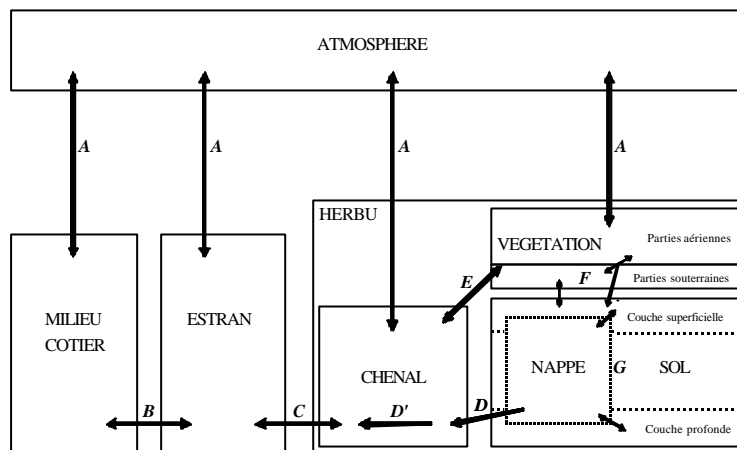 ATMOSPHERE
A
A
A
A
HERBU
VEGETATION
Parties aériennes
Parties souterraines
E
F
MILIEU
COTIER
ESTRAN
CHENAL
Couche superficielle
NAPPE
G
SOL
B
C
D'
D
Couche profonde